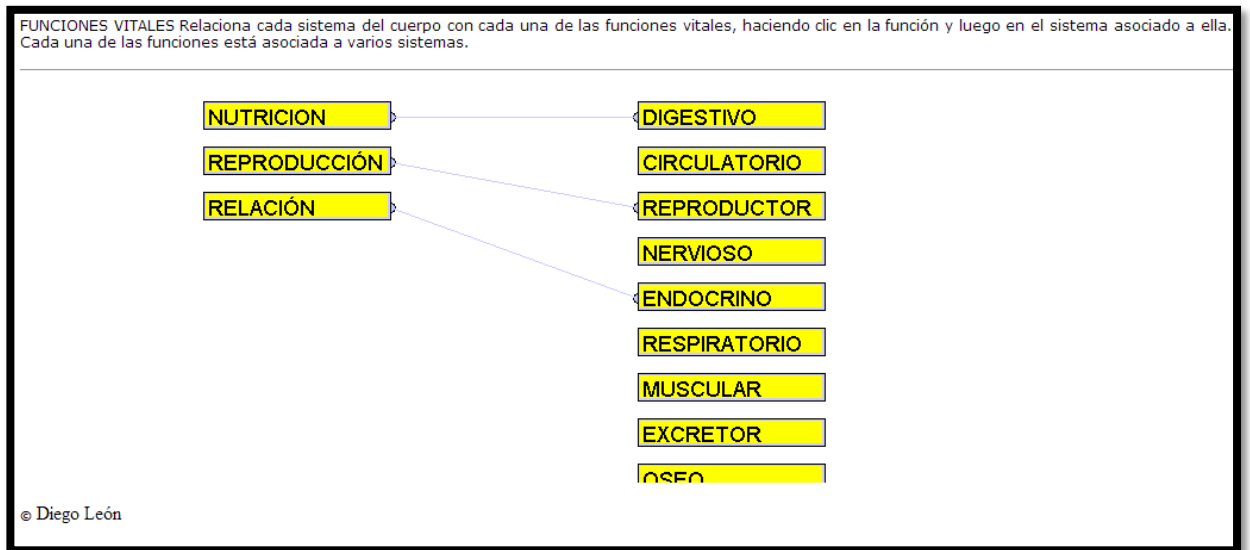 FUNCIONES VITALES Relaciona cada sistema del cuerpo con cada una de las funciones vitales, haciendo clic en la función y luego en el sistema asociado a ella.
Cada una de las funciones está asociada a varios sistemas.
NUTRICION
DIGESTIVO
REPRODUCCIÓN
CIRCULATORIO
RELACIÓN
REPRODUCTOR
NERVIOSO
ENDOCRINO
RESPIRATORIO
MUSCULAR
EXCRETOR
OSEO
© Diego León